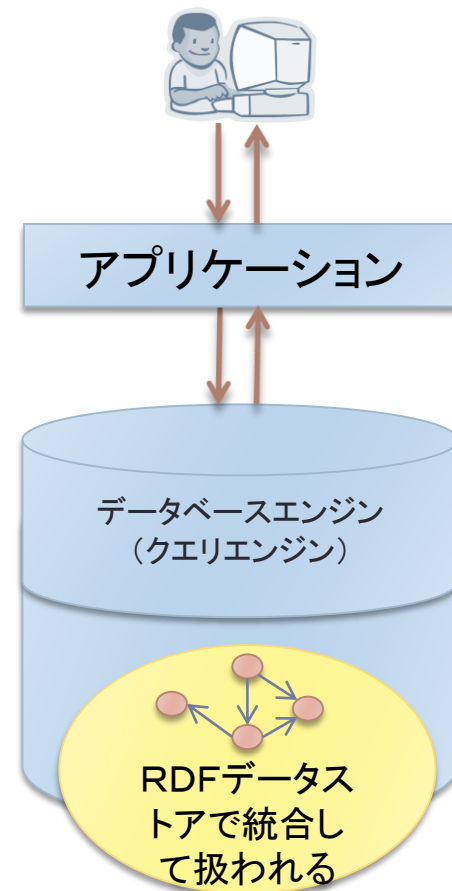 アプリケーション
データベースエンジン
（クエリエンジン）
ＲＤＦデータス
トアで統合し
て扱われる